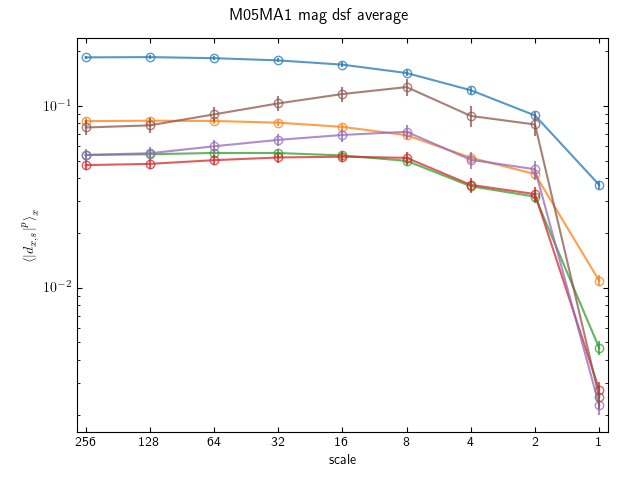 M05MA1 mag dsf average
⟨|d_{x,s}|^p⟩_x
10^{-1}
10^{-2}
256 128 64 32 16 8 4 2 1
scale